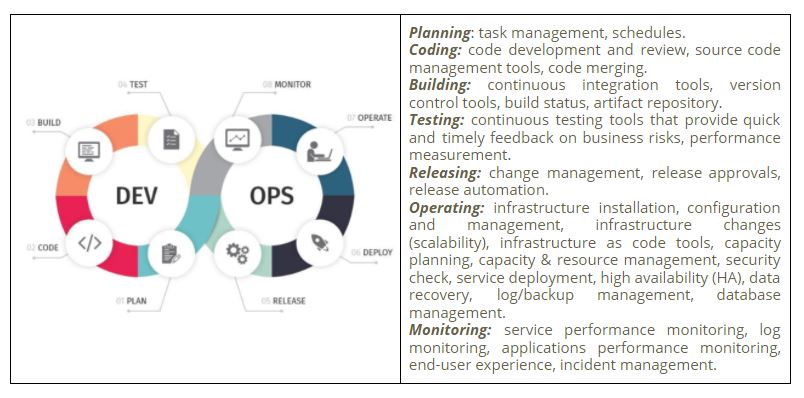 04 TEST
08 MONITOR
03 BUILD
07 OPERATE
DEV
OPS
02 CODE
06 DEPLOY
01 PLAN
05 RELEASE
Planning: task management, schedules.
Coding: code development and review, source code
management tools, code merging.
Building: continuous integration tools, version
control tools, build status, artifact repository.
Testing: continuous testing tools that provide quick
and timely feedback on business risks, performance
measurement.
Releasing: change management, release approvals,
release automation.
Operating: infrastructure installation, configuration
and management, infrastructure changes
(scalability), infrastructure as code tools, capacity
planning, capacity & resource management, security
check, service deployment, high availability (HA), data
recovery, log/backup management, database
management.
Monitoring: service performance monitoring, log
monitoring, applications performance monitoring,
end-user experience, incident management.